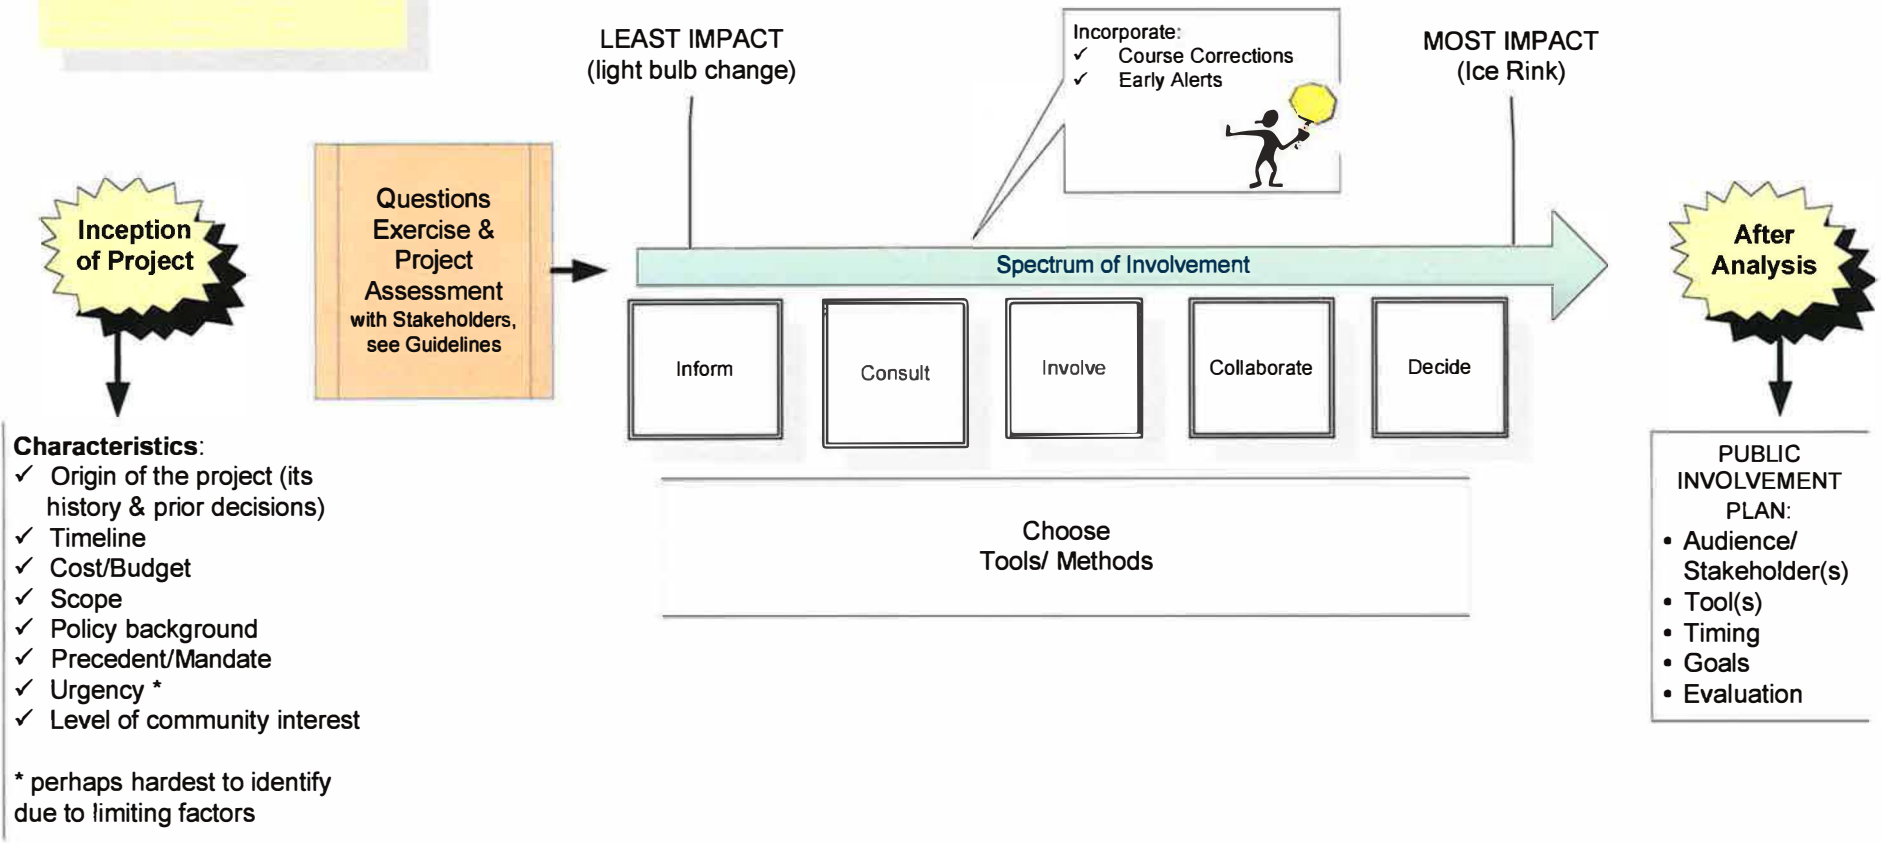 LEAST IMPACT
(light bulb change)
Incorporate:
✓ Course Corrections
✓ Early Alerts
MOST IMPACT
(Ice Rink)
Inception
of Project
Questions
Exercise &
Project
Assessment
with Stakeholders,
see Guidelines
Spectrum of Involvement
After
Analysis
Inform
Consult
Involve
Collaborate
Decide
Characteristics:
✓ Origin of the project (its
history & prior decisions)
✓ Timeline
✓ Cost/Budget
✓ Scope
✓ Policy background
✓ Precedent/Mandate
✓ Urgency *
✓ Level of community interest
* perhaps hardest to identify
due to limiting factors
Choose
Tools/ Methods
PUBLIC
INVOLVEMENT
PLAN:
• Audience/
Stakeholder(s)
• Tool(s)
• Timing
• Goals
• Evaluation